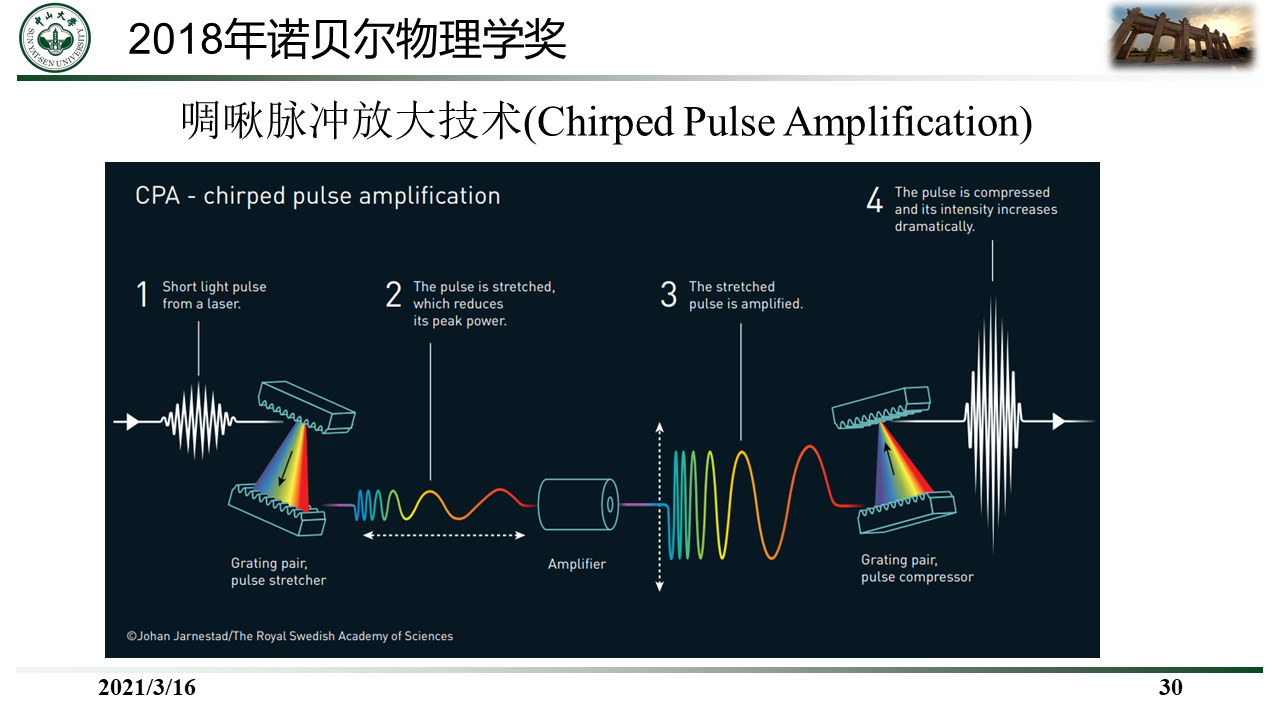 中山大学
SUN YAT-SEN UNIVERSITY
2018年诺贝尔物理学奖
啁啾脉冲放大技术(Chirped Pulse Amplification)
CPA - chirped pulse amplification
1
Short light pulse
from a laser.
2
The pulse is stretched,
which reduces
its peak power.
3
The stretched
pulse is amplified.
4
The pulse is compressed
and its intensity increases
dramatically.
Grating pair,
pulse stretcher
Amplifier
Grating pair,
pulse compressor
©Johan Jarnestad/The Royal Swedish Academy of Sciences
2021/3/16
30